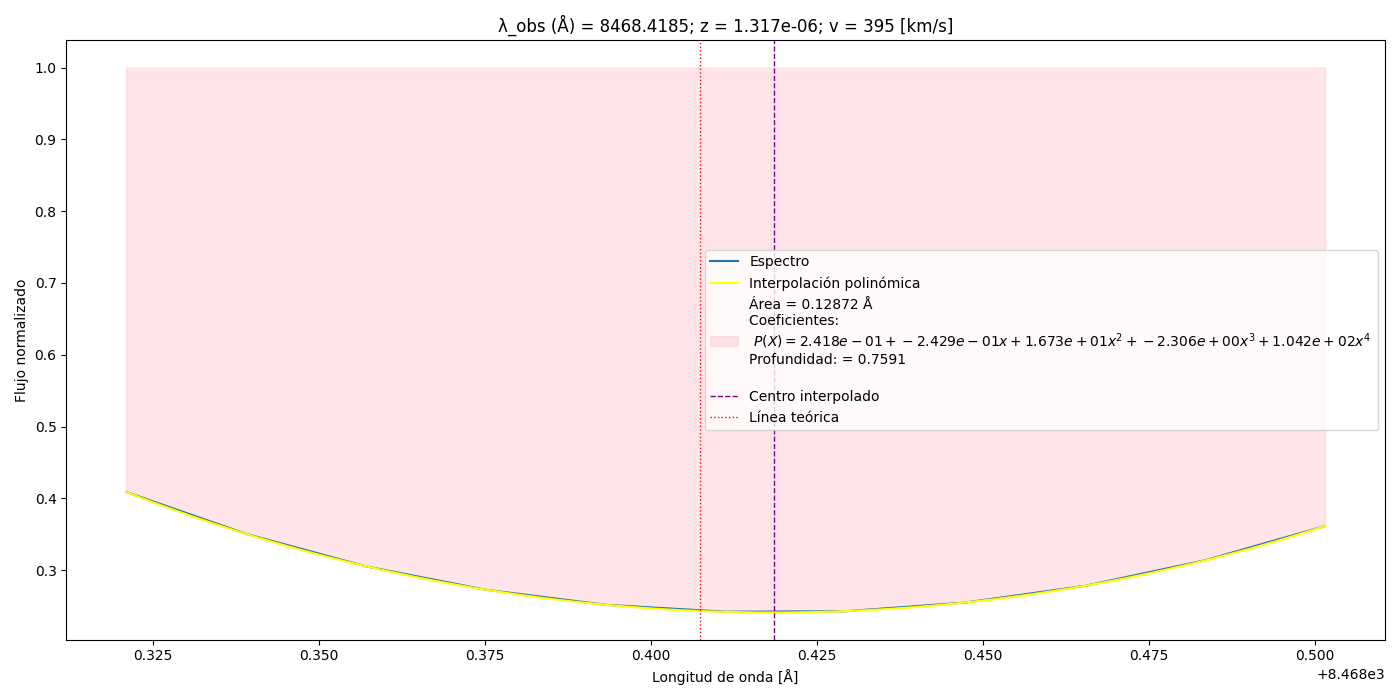 λ_obs (Å) = 8468.4185; z = 1.317e-06; v = 395 [km/s]
Flujo normalizado
1.0
0.9
0.8
0.7
0.6
0.5
0.4
0.3
Espectro
Interpolación polinómica
Área = 0.12872 Å
Coeficientes:
P(X) = 2.418e − 01 + −2.429e − 01x + 1.673e + 01x² + −2.306e + 00x³ + 1.042e + 02x⁴
Profundidad: = 0.7591
Centro interpolado
Línea teórica
0.325 0.350 0.375 0.400 0.425 0.450 0.475 0.500
+8.468e3
Longitud de onda [Å]